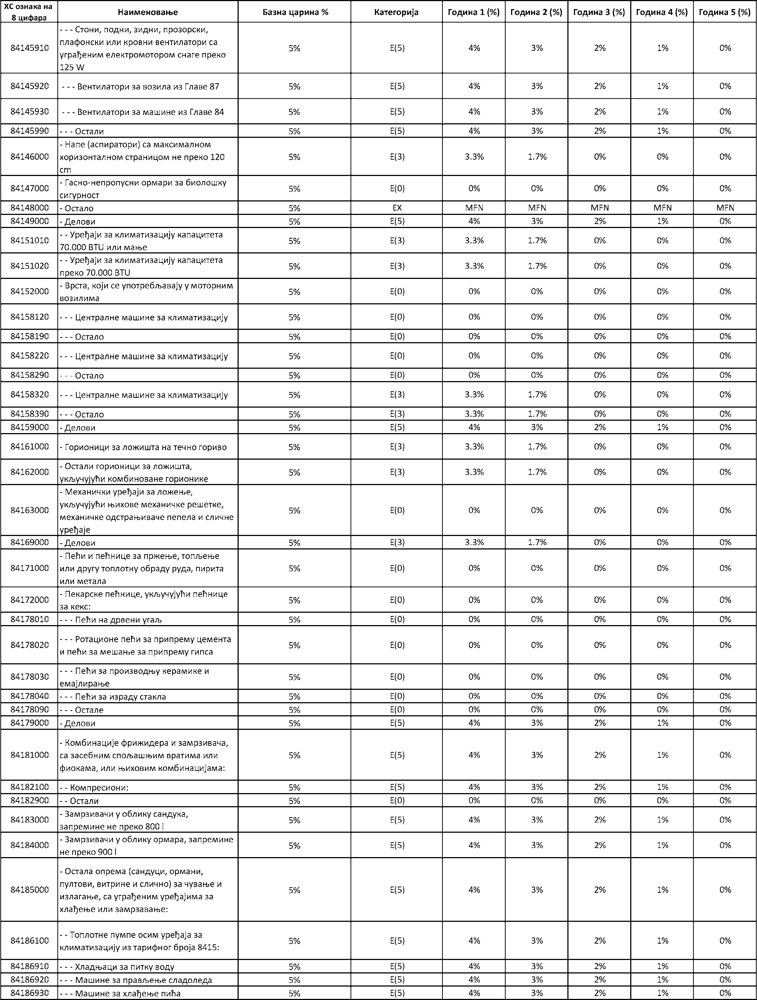 ХС ознака на 8 цифара | Наименовање | Базна царина % | Категорија | Година 1 (%) | Година 2 (%) | Година 3 (%) | Година 4 (%) | Година 5 (%)
84145910 | - - - Стони, подни, зидни, прозорски, плафонски или кровни вентилатори са уграђеним електромотором снаге преко 125 W | 5% | E(5) | 4% | 3% | 2% | 1% | 0%
84145920 | - - - Вентилатори за возила из Главе 87 | 5% | E(5) | 4% | 3% | 2% | 1% | 0%
84145930 | - - - Вентилатори за машине из Главе 84 | 5% | E(5) | 4% | 3% | 2% | 1% | 0%
84145990 | - - - Остали | 5% | E(5) | 4% | 3% | 2% | 1% | 0%
84146000 | - Напе (аспиратори) са максималном хоризонталном страницом не преко 120 cm | 5% | E(3) | 3.3% | 1.7% | 0% | 0% | 0%
84147000 | - Гасно-непропусни ормари за биолошку сигурност | 5% | E(0) | 0% | 0% | 0% | 0% | 0%
84148000 | - Остало | 5% | EX | MFN | MFN | MFN | MFN | MFN
84149000 | - Делови | 5% | E(5) | 4% | 3% | 2% | 1% | 0%
84151010 | - - Уређаји за климатизацију капацитета 70.000 BTU или мање | 5% | E(3) | 3.3% | 1.7% | 0% | 0% | 0%
84151020 | - - Уређаји за климатизацију капацитета преко 70.000 BTU | 5% | E(3) | 3.3% | 1.7% | 0% | 0% | 0%
84152000 | - Врста, који се употребљавају у моторним возилима | 5% | E(0) | 0% | 0% | 0% | 0% | 0%
84158120 | - - - Централне машине за климатизацију | 5% | E(0) | 0% | 0% | 0% | 0% | 0%
84158190 | - - - Остало | 5% | E(0) | 0% | 0% | 0% | 0% | 0%
84158220 | - - - Централне машине за климатизацију | 5% | E(0) | 0% | 0% | 0% | 0% | 0%
84158290 | - - - Остало | 5% | E(0) | 0% | 0% | 0% | 0% | 0%
84158320 | - - - Централне машине за климатизацију | 5% | E(3) | 3.3% | 1.7% | 0% | 0% | 0%
84158390 | - - - Остало | 5% | E(3) | 3.3% | 1.7% | 0% | 0% | 0%
84159000 | - Делови | 5% | E(5) | 4% | 3% | 2% | 1% | 0%
84161000 | - Горионици за ложишта на течно гориво | 5% | E(3) | 3.3% | 1.7% | 0% | 0% | 0%
84162000 | - Остали горионици за ложишта, укључујући комбиноване горионике | 5% | E(3) | 3.3% | 1.7% | 0% | 0% | 0%
84163000 | - Механички уређаји за ложење, укључујући њихове механичке решетке, механичке одстрањиваче пепела и сличне уређаје | 5% | E(0) | 0% | 0% | 0% | 0% | 0%
84169000 | - Делови | 5% | E(3) | 3.3% | 1.7% | 0% | 0% | 0%
84171000 | - Пећи и пећнице за пржење, топљење или другу топлотну обраду руда, пирита или метала | 5% | E(0) | 0% | 0% | 0% | 0% | 0%
84172000 | - Пекарске пећнице, укључујући пећнице за кекс: | 5% | E(0) | 0% | 0% | 0% | 0% | 0%
84178010 | - - - Пећи на дрвени угаљ | 5% | E(0) | 0% | 0% | 0% | 0% | 0%
84178020 | - - - Ротационе пећи за припрему цемента и пећи за мешање за припрему гипса | 5% | E(0) | 0% | 0% | 0% | 0% | 0%
84178030 | - - - Пећи за производњу керамике и емајлирање | 5% | E(0) | 0% | 0% | 0% | 0% | 0%
84178040 | - - - Пећи за израду стакла | 5% | E(0) | 0% | 0% | 0% | 0% | 0%
84178090 | - - - Остале | 5% | E(0) | 0% | 0% | 0% | 0% | 0%
84179000 | - Делови | 5% | E(5) | 4% | 3% | 2% | 1% | 0%
84181000 | - Комбинације фрижидера и замрзивача, са засебним спољашњим вратима или фиокама, или њиховим комбинацијама: | 5% | E(5) | 4% | 3% | 2% | 1% | 0%
84182100 | - - Компресиони: | 5% | E(5) | 4% | 3% | 2% | 1% | 0%
84182900 | - - Остали | 5% | E(0) | 0% | 0% | 0% | 0% | 0%
84183000 | - Замрзивачи у облику сандука, запремине не преко 800 l | 5% | E(5) | 4% | 3% | 2% | 1% | 0%
84184000 | - Замрзивачи у облику ормара, запремине не преко 900 l | 5% | E(5) | 4% | 3% | 2% | 1% | 0%
84185000 | - Остала опрема (сандуци, ормани, пултови, витрине и слично) за чување и излагање, са уграђеним уређајима за хлађење или замрзавање: | 5% | E(5) | 4% | 3% | 2% | 1% | 0%
84186100 | - - Топлотне пумпе осим уређаја за климатизацију из тарифног броја 8415: | 5% | E(5) | 4% | 3% | 2% | 1% | 0%
84186910 | - - - Хладњаци за питку воду | 5% | E(5) | 4% | 3% | 2% | 1% | 0%
84186920 | - - - Машине за прављење сладоледа | 5% | E(5) | 4% | 3% | 2% | 1% | 0%
84186930 | - - - Машине за хлађење пића | 5% | E(5) | 4% | 3% | 2% | 1% | 0%